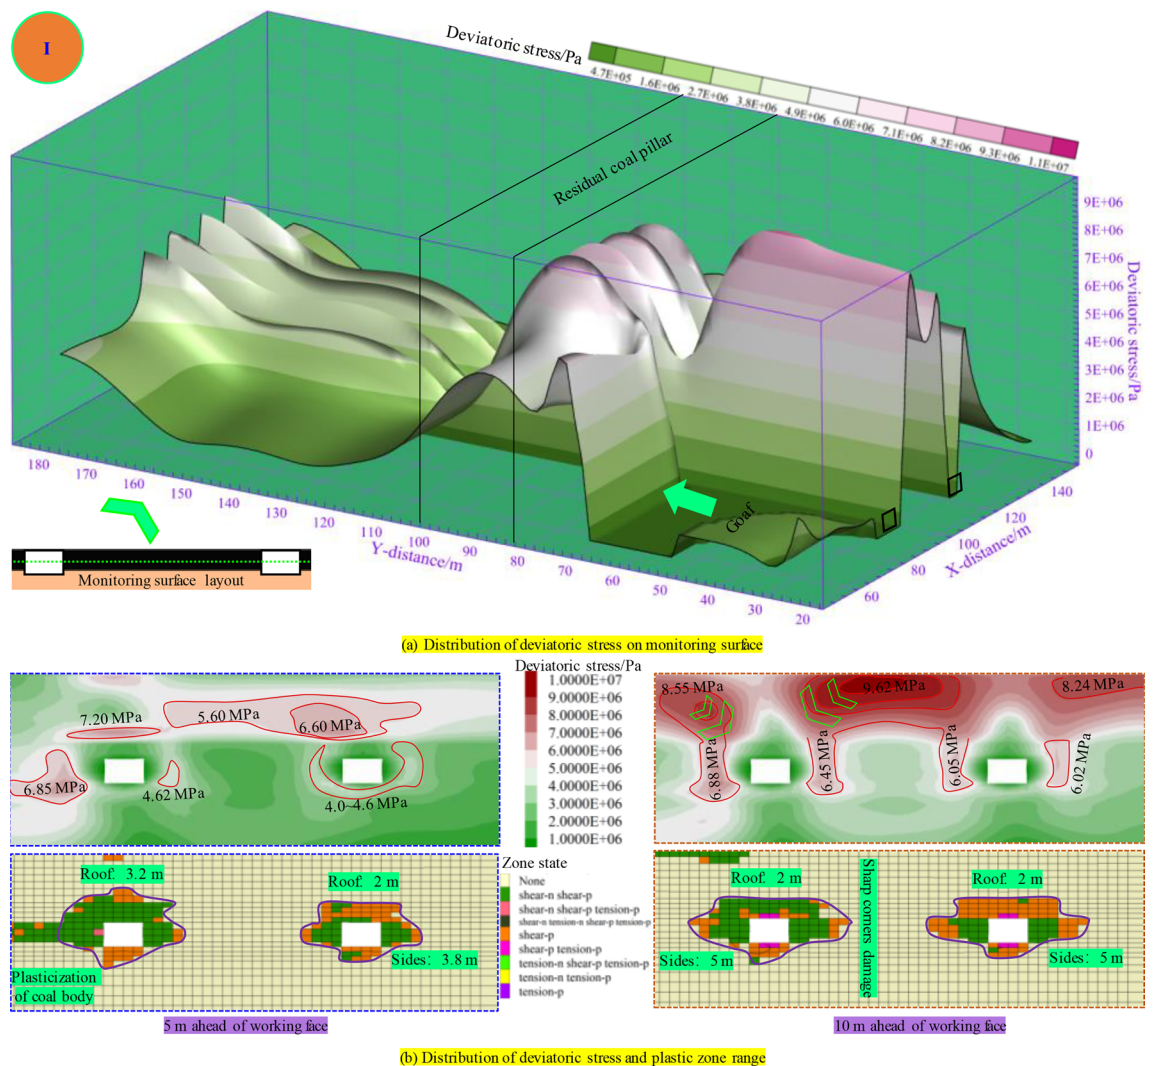 I
Deviatoric stress/Pa
4.7E+05 1.6E+06 2.7E+06 3.8E+06 4.9E+06 6.0E+06 7.1E+06 8.2E+06 9.3E+06 1.1E+07
Residual coal pillar
9E+06
8E+06
7E+06
6E+06
5E+06
4E+06
3E+06
2E+06
1E+06
0
Deviatoric stress/Pa
180 170 160 150 140 130 120 110 100 90 80 70 60 50 40 30 20
Y-distance/m
60 80 100 120 140
X-distance/m
Goaf
Monitoring surface layout
(a) Distribution of deviatoric stress on monitoring surface
7.20 MPa
5.60 MPa
6.60 MPa
6.85 MPa
4.62 MPa
4.0~4.6 MPa
Deviatoric stress/Pa
1.0000E+07
9.0000E+06
8.0000E+06
7.0000E+06
6.0000E+06
5.0000E+06
4.0000E+06
3.0000E+06
2.0000E+06
1.0000E+06
8.55 MPa
9.62 MPa
8.24 MPa
6.88 MPa
6.45 MPa
6.05 MPa
6.02 MPa
Roof: 3.2 m
Roof: 2 m
Sides: 3.8 m
Plasticization
of coal body
Zone state
None
shear-n shear-p
shear-n shear-p tension-p
shear-n tension-n shear-p tension-p
shear-p
shear-p tension-p
tension-n shear-p tension-p
tension-n tension-p
tension-p
Roof: 2 m
Roof: 2 m
Sharp corners damage
Sides: 5 m
Sides: 5 m
5 m ahead of working face
10 m ahead of working face
(b) Distribution of deviatoric stress and plastic zone range